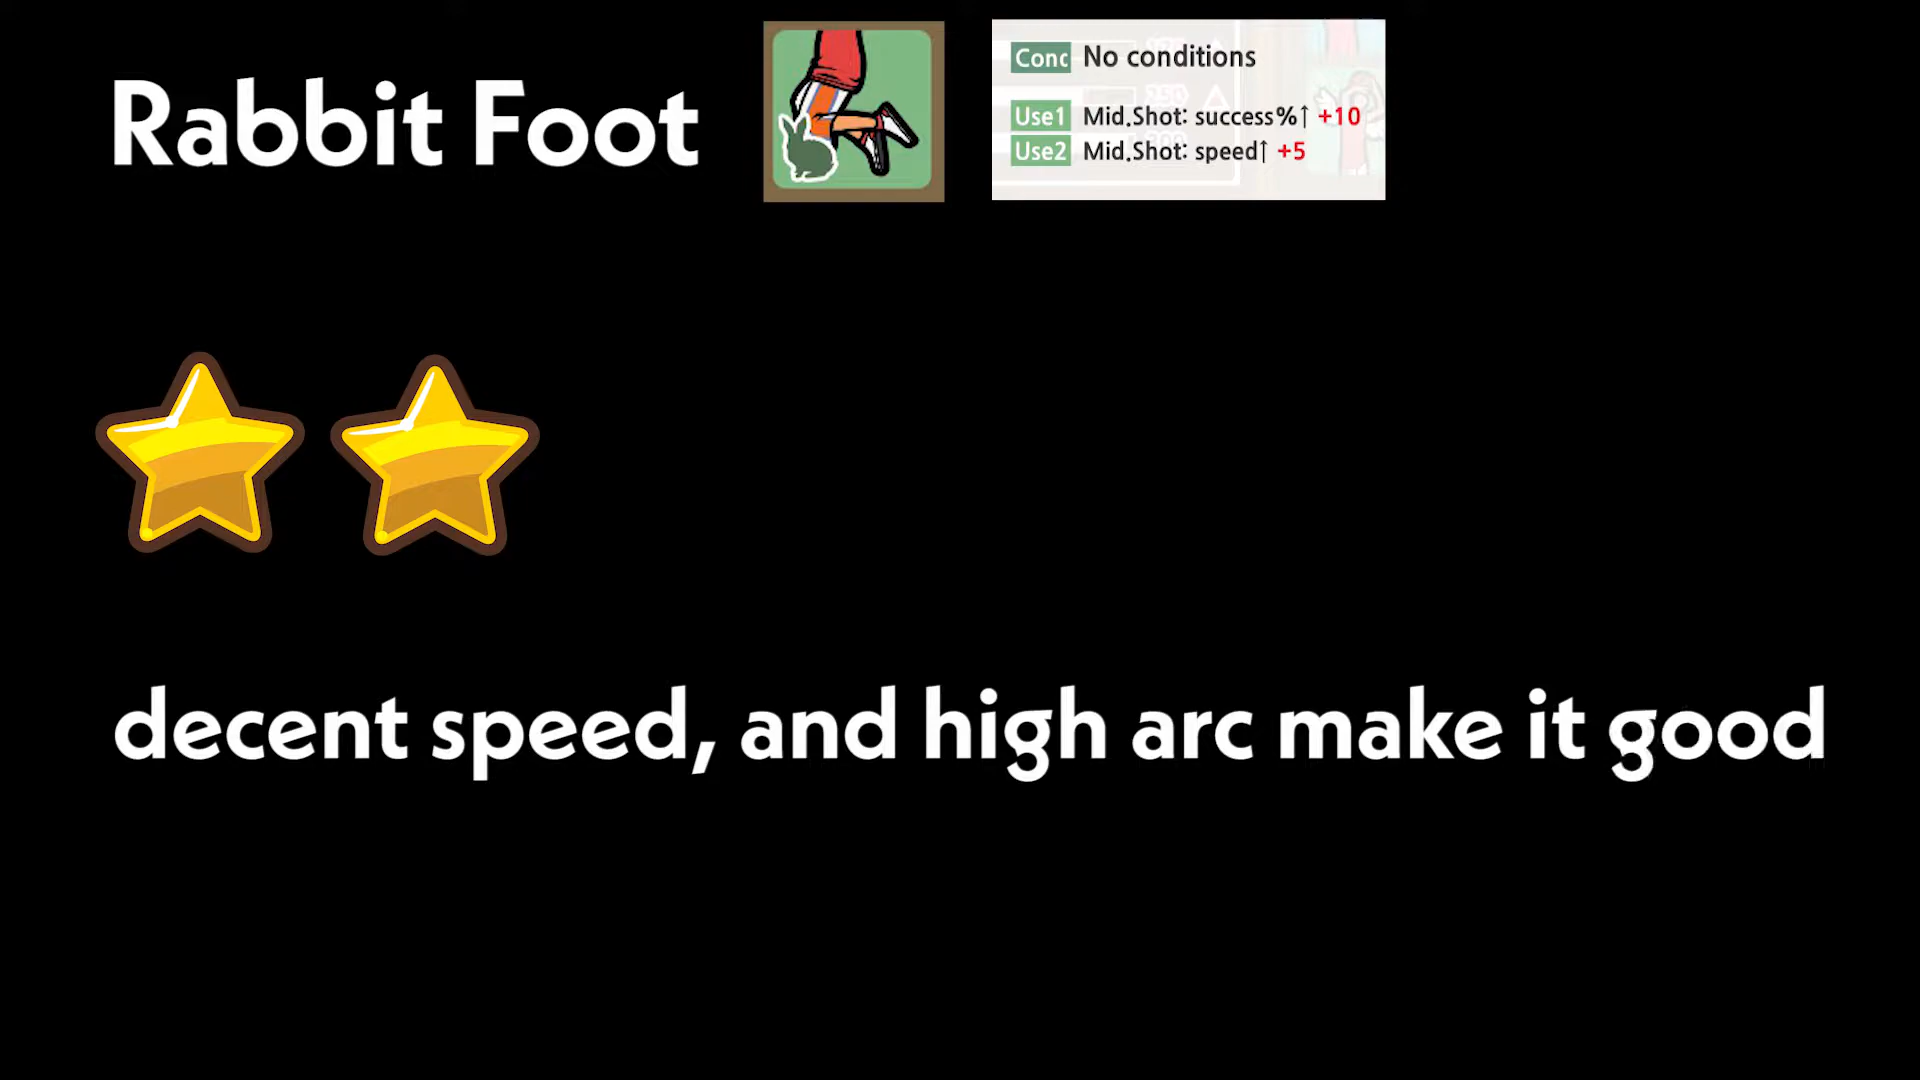 Rabbit Foot
Conc No conditions
Use1 Mid.Shot: success%↑ +10
Use2 Mid.Shot: speed↑ +5
decent speed, and high arc make it good